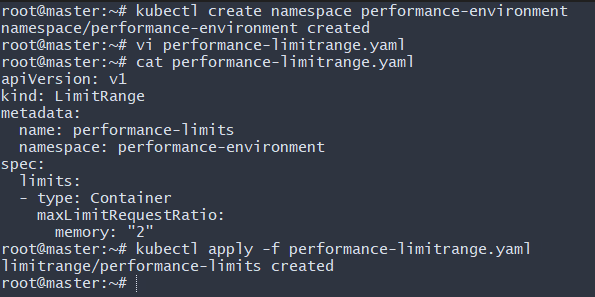 root@master:~# kubectl create namespace performance-environment
namespace/performance-environment created
root@master:~# vi performance-limitrange.yaml
root@master:~# cat performance-limitrange.yaml
apiVersion: v1
kind: LimitRange
metadata:
  name: performance-limits
  namespace: performance-environment
spec:
  limits:
  - type: Container
    maxLimitRequestRatio:
      memory: "2"
root@master:~# kubectl apply -f performance-limitrange.yaml
limitrange/performance-limits created
root@master:~#